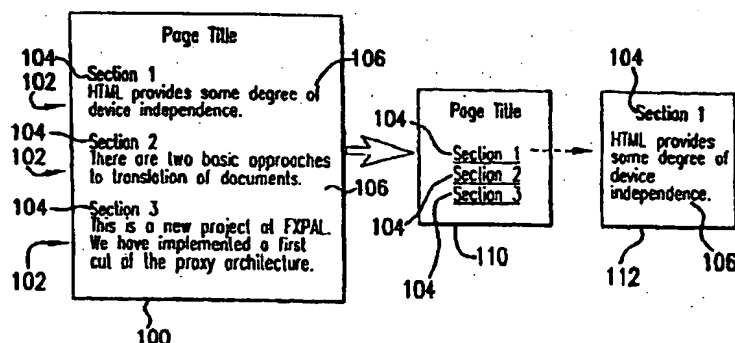 Page Title
104
106
Section 1
102
HTML provides some degree of
device independence.
104
Section 2
102
There are two basic approaches
to translation of documents.
106
104
Section 3
This is a new project at FXPAL.
We have implemented a first
102
cut of the proxy architecture.
100
Page Title
104
Section 1
Section 2
104
Section 3
104
110
104
Section 1
HTML provides
some degree of
device
independence.
112
106